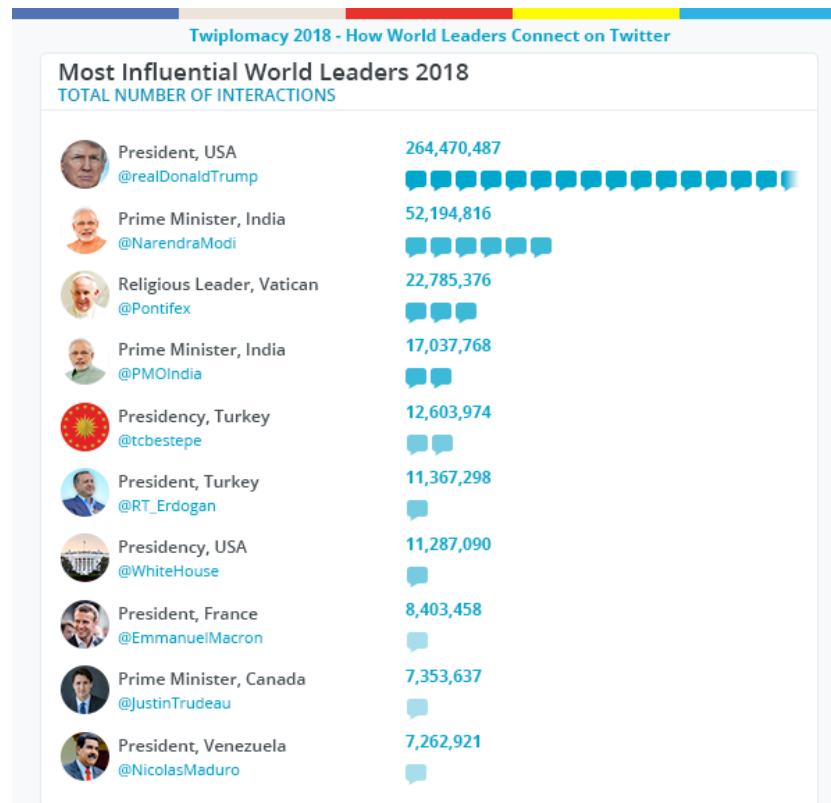 Twiplomacy 2018 - How World Leaders Connect on Twitter
Most Influential World Leaders 2018
TOTAL NUMBER OF INTERACTIONS
President, USA
@realDonaldTrump
264,470,487
Prime Minister, India
@NarendraModi
52,194,816
Religious Leader, Vatican
@Pontifex
22,785,376
Prime Minister, India
@PMOIndia
17,037,768
Presidency, Turkey
@tcbestepe
12,603,974
President, Turkey
@RT_Erdogan
11,367,298
Presidency, USA
@WhiteHouse
11,287,090
President, France
@EmmanuelMacron
8,403,458
Prime Minister, Canada
@JustinTrudeau
7,353,637
President, Venezuela
@NicolasMaduro
7,262,921